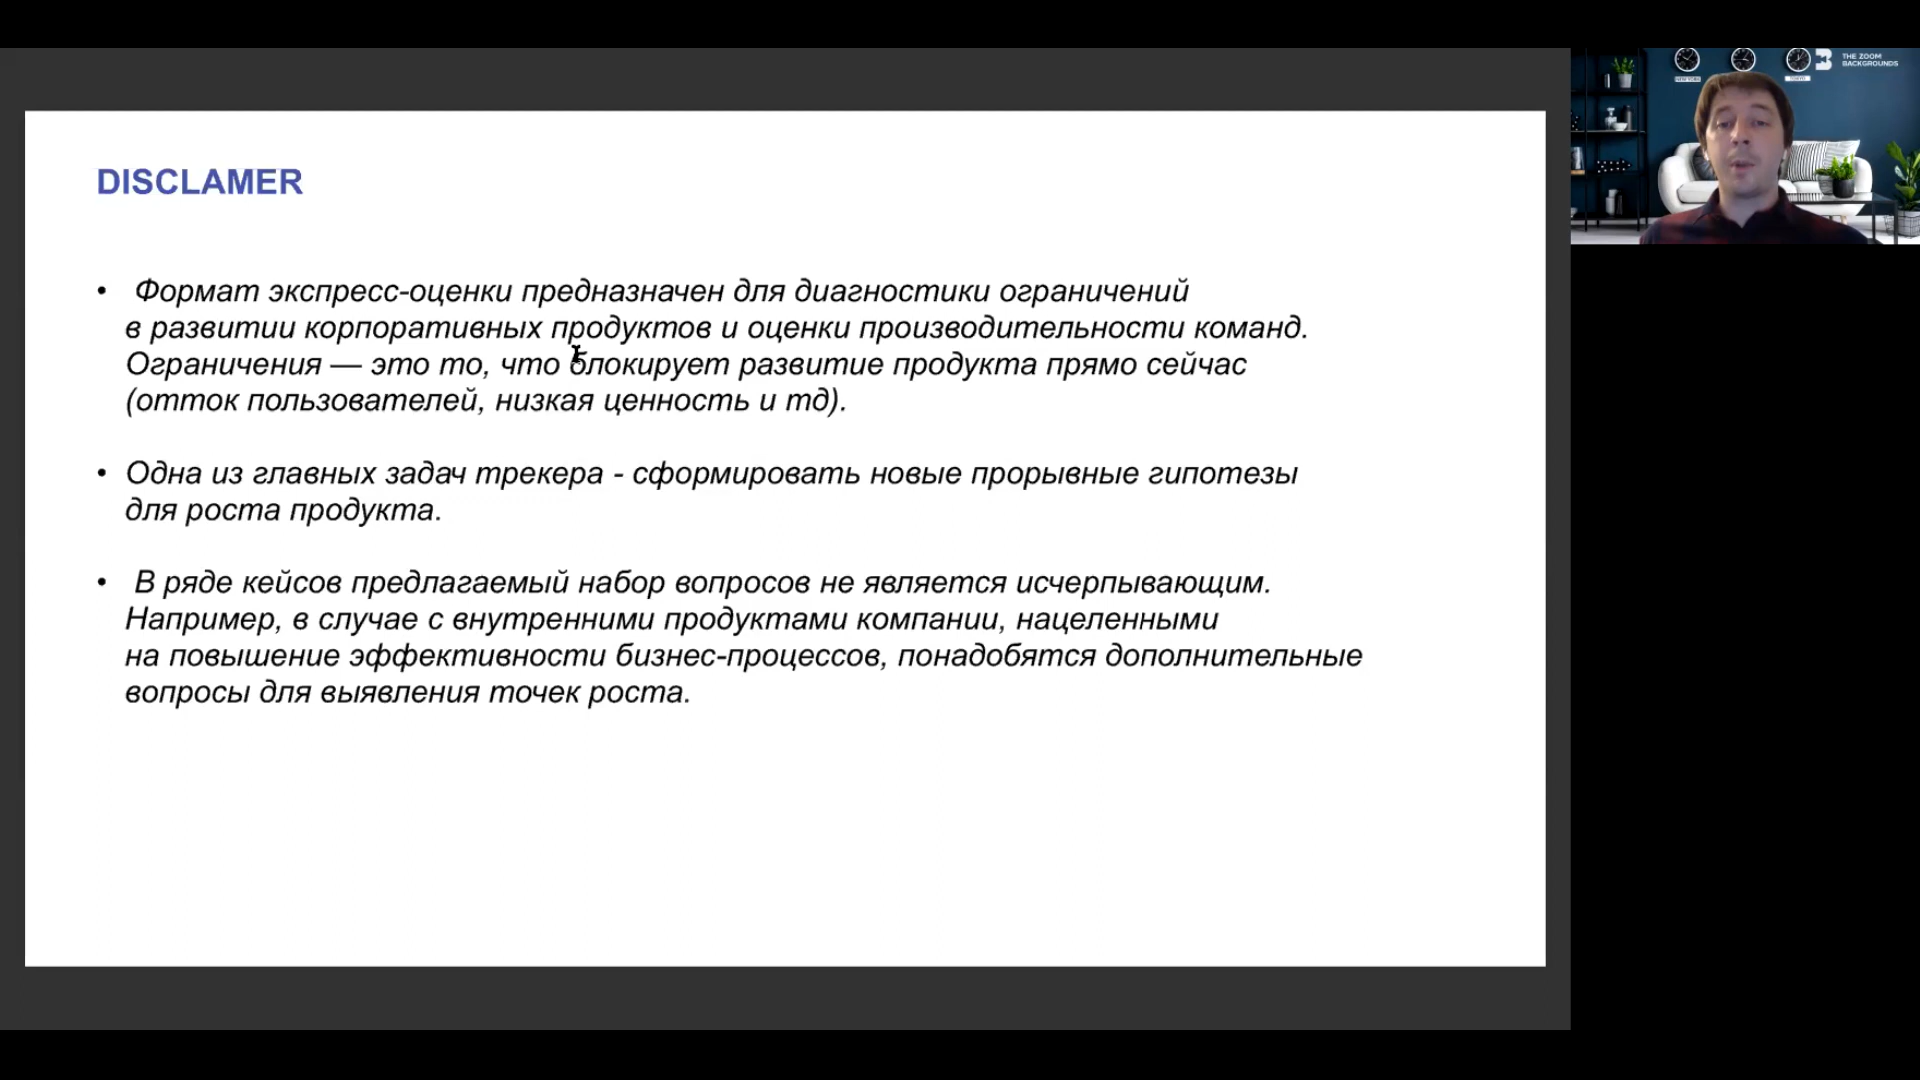 DISCLAMER
• Формат экспресс-оценки предназначен для диагностики ограничений
в развитии корпоративных продуктов и оценки производительности команд.
Ограничения — это то, что блокирует развитие продукта прямо сейчас
(отток пользователей, низкая ценность и тд).
• Одна из главных задач трекера - сформировать новые прорывные гипотезы
для роста продукта.
• В ряде кейсов предлагаемый набор вопросов не является исчерпывающим.
Например, в случае с внутренними продуктами компании, нацеленными
на повышение эффективности бизнес-процессов, понадобятся дополнительные
вопросы для выявления точек роста.
THE ZOOM
BACKGROUNDS